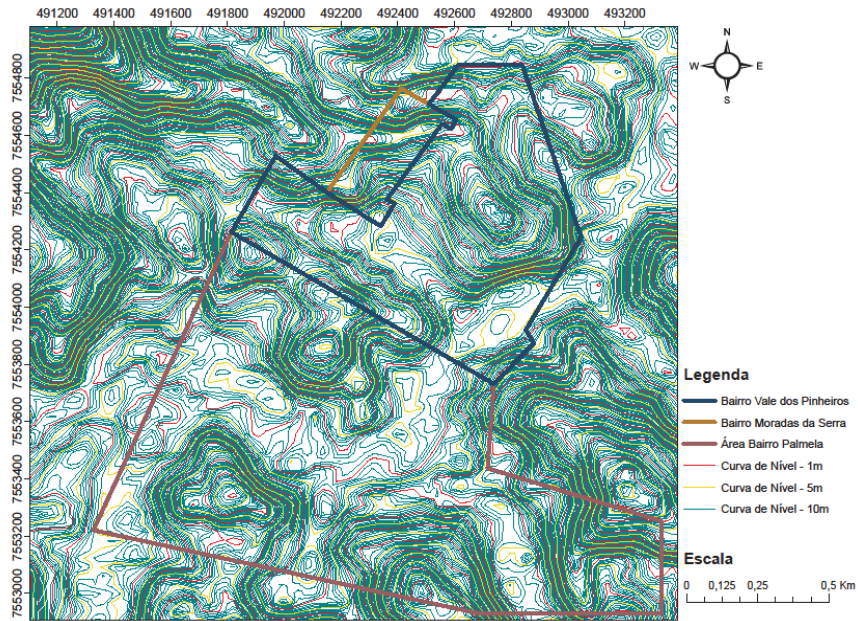 491200 491400 491600 491800 492000 492200 492400 492600 492800 493000 493200
7554800
7554600
7554400
7554200
7554000
7553800
7553600
7553400
7553200
7553000
N
W E
S
Legenda
Bairro Vale dos Pinheiros
Bairro Moradas da Serra
Área Bairro Palmela
Curva de Nível - 1m
Curva de Nível - 5m
Curva de Nível - 10m
Escala
0 0,125 0,25 0,5 Km